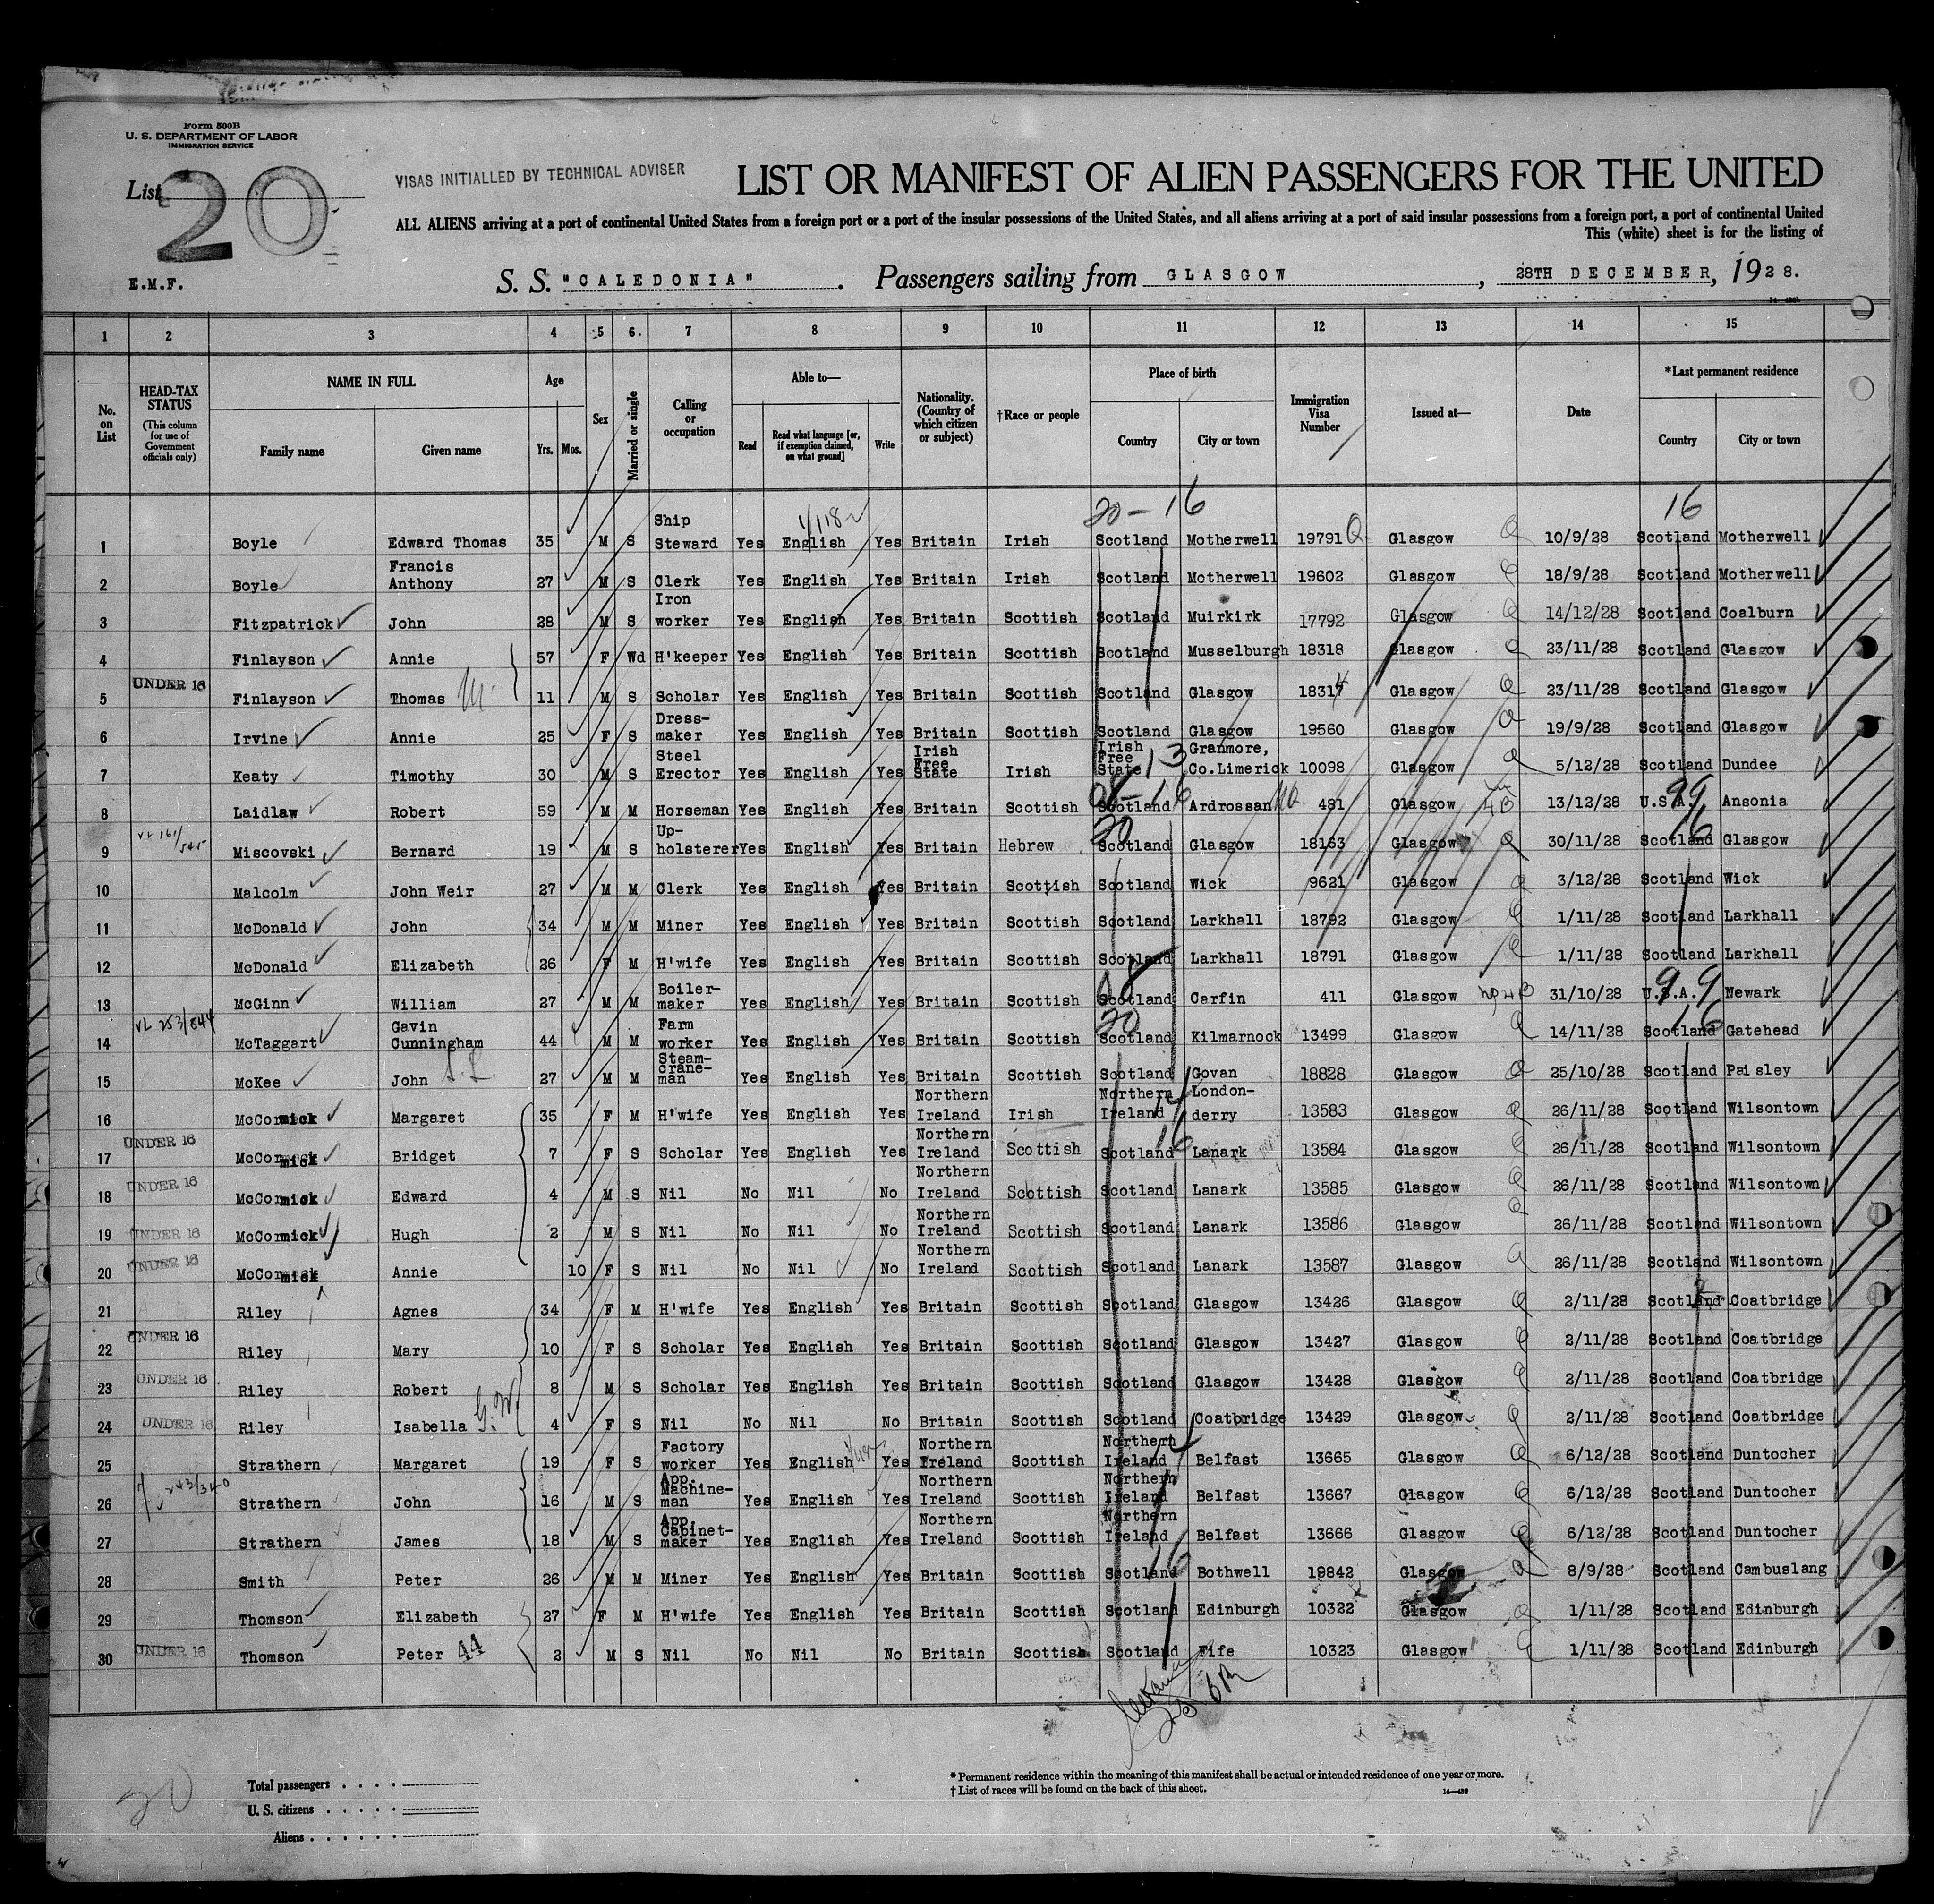 Form 500B
U. S. DEPARTMENT OF LABOR
IMMIGRATION SERVICE
List 20
VISAS INITIALLED BY TECHNICAL ADVISER
LIST OR MANIFEST OF ALIEN PASSENGERS FOR THE UNITED
ALL ALIENS arriving at a port of continental United States from a foreign port or a port of the insular possessions of the United States, and all aliens arriving at a port of said insular possessions from a foreign port, a port of continental United
This (white) sheet is for the listing of
E.M.F.
S. S. "CALEDONIA". Passengers sailing from GLASGOW, 28TH DECEMBER, 1928.
1 2 3 4 5 6. 7 8 9 10 11 12 13 14 15
No. on List
HEAD-TAX STATUS (This column for use of Government officials only)
NAME IN FULL
Family name Given name
Age
Yrs. Mos.
Sex
Married or single
Calling or occupation
Able to—
Read Read what language [or, if exemption claimed, on what ground] Write
Nationality. (Country of which citizen or subject)
†Race or people
Place of birth
Country City or town
Immigration Visa Number
Issued at—
Date
*Last permanent residence
Country City or town
20-16 16
1 Boyle Edward Thomas 35 M S Ship Steward Yes English Yes Britain Irish Scotland Motherwell 19791 Glasgow 10/9/28 Scotland Motherwell
2 Boyle Francis Anthony 27 M S Clerk Yes English Yes Britain Irish Scotland Motherwell 19602 Glasgow 18/9/28 Scotland Motherwell
3 Fitzpatrick John 28 M S Iron worker Yes English Yes Britain Scottish Scotland Muirkirk 17792 Glasgow 14/12/28 Scotland Coalburn
4 Finlayson Annie 57 F Wd H'keeper Yes English Yes Britain Scottish Scotland Musselburgh 18318 Glasgow 23/11/28 Scotland Glasgow
5 UNDER 16 Finlayson Thomas 11 M S Scholar Yes English Yes Britain Scottish Scotland Glasgow 18317 Glasgow 23/11/28 Scotland Glasgow
6 Irvine Annie 25 F S Dress-maker Yes English Yes Britain Scottish Scotland Glasgow 19560 Glasgow 19/9/28 Scotland Glasgow
7 Keaty Timothy 30 M S Steel Erector Yes English Yes Irish Free State Irish Irish Free State 13 Granmore, Co.Limerick 10098 Glasgow 5/12/28 Scotland Dundee
8 Laidlaw Robert 59 M M Horseman Yes English Yes Britain Scottish Scotland Ardrossan 481 Glasgow 13/12/28 U.S.A. 99 Ansonia
9 Miscovski Bernard 19 M S Up-holsterer Yes English Yes Britain Hebrew 20 Scotland Glasgow 18163 Glasgow 30/11/28 16 Scotland Glasgow
10 Malcolm John Weir 27 M M Clerk Yes English Yes Britain Scottish Scotland Wick 9621 Glasgow 3/12/28 Scotland Wick
11 McDonald John 34 M M Miner Yes English Yes Britain Scottish Scotland Larkhall 18792 Glasgow 1/11/28 Scotland Larkhall
12 McDonald Elizabeth 26 F M H'wife Yes English Yes Britain Scottish Scotland Larkhall 18791 Glasgow 1/11/28 Scotland Larkhall
13 McGinn William 27 M M Boiler-maker Yes English Yes Britain Scottish 08 Scotland Carfin 411 Glasgow 31/10/28 U.S.A. 99 Newark
14 McTaggart Gavin Cunningham 44 M M Farm worker Yes English Yes Britain Scottish 20 Scotland Kilmarnock 13499 Glasgow 14/11/28 16 Scotland Gatehead
15 McKee John 27 M M Steam-crane-man Yes English Yes Britain Scottish Scotland Govan 18828 Glasgow 25/10/28 Scotland Paisley
16 McCormick Margaret 35 F M H'wife Yes English Yes Northern Ireland Irish Northern Ireland London-derry 13583 Glasgow 26/11/28 Scotland Wilsontown
17 UNDER 16 McCormick Bridget 7 F S Scholar Yes English Yes Northern Ireland Scottish 16 Scotland Lanark 13584 Glasgow 26/11/28 Scotland Wilsontown
18 UNDER 16 McCormick Edward 4 M S Nil No Nil No Northern Ireland Scottish Scotland Lanark 13585 Glasgow 26/11/28 Scotland Wilsontown
19 UNDER 16 McCormick Hugh 2 M S Nil No Nil No Northern Ireland Scottish Scotland Lanark 13586 Glasgow 26/11/28 Scotland Wilsontown
20 UNDER 16 McCormick Annie 10 F S Nil No Nil No Northern Ireland Scottish Scotland Lanark 13587 Glasgow 26/11/28 Scotland Wilsontown
21 Riley Agnes 34 F M H'wife Yes English Yes Britain Scottish Scotland Glasgow 13426 Glasgow 2/11/28 Scotland Coatbridge
22 UNDER 16 Riley Mary 10 F S Scholar Yes English Yes Britain Scottish Scotland Glasgow 13427 Glasgow 2/11/28 Scotland Coatbridge
23 UNDER 16 Riley Robert 8 M S Scholar Yes English Yes Britain Scottish Scotland Glasgow 13428 Glasgow 2/11/28 Scotland Coatbridge
24 UNDER 16 Riley Isabella 4 F S Nil No Nil No Britain Scottish Scotland Coatbridge 13429 Glasgow 2/11/28 Scotland Coatbridge
25 Strathern Margaret 19 F S Factory worker Yes English Yes Northern Ireland Scottish Northern Ireland Belfast 13665 Glasgow 6/12/28 Scotland Duntocher
26 Strathern John 16 M S App. Machine-man Yes English Yes Northern Ireland Scottish Northern Ireland Belfast 13667 Glasgow 6/12/28 Scotland Duntocher
27 Strathern James 18 M S App. Cabinet-maker Yes English Yes Northern Ireland Scottish Northern Ireland Belfast 13666 Glasgow 6/12/28 Scotland Duntocher
28 Smith Peter 26 M M Miner Yes English Yes Britain Scottish 16 Scotland Bothwell 19842 Glasgow 8/9/28 Scotland Cambuslang
29 Thomson Elizabeth 27 F M H'wife Yes English Yes Britain Scottish Scotland Edinburgh 10322 Glasgow 1/11/28 Scotland Edinburgh
30 UNDER 16 Thomson Peter 44 2 M S Nil No Nil No Britain Scottish Scotland Fife 10323 Glasgow 1/11/28 Scotland Edinburgh
20
Total passengers . . . .
U. S. citizens . . . . .
Aliens . . . . . .
* Permanent residence within the meaning of this manifest shall be actual or intended residence of one year or more.
† List of races will be found on the back of this sheet.